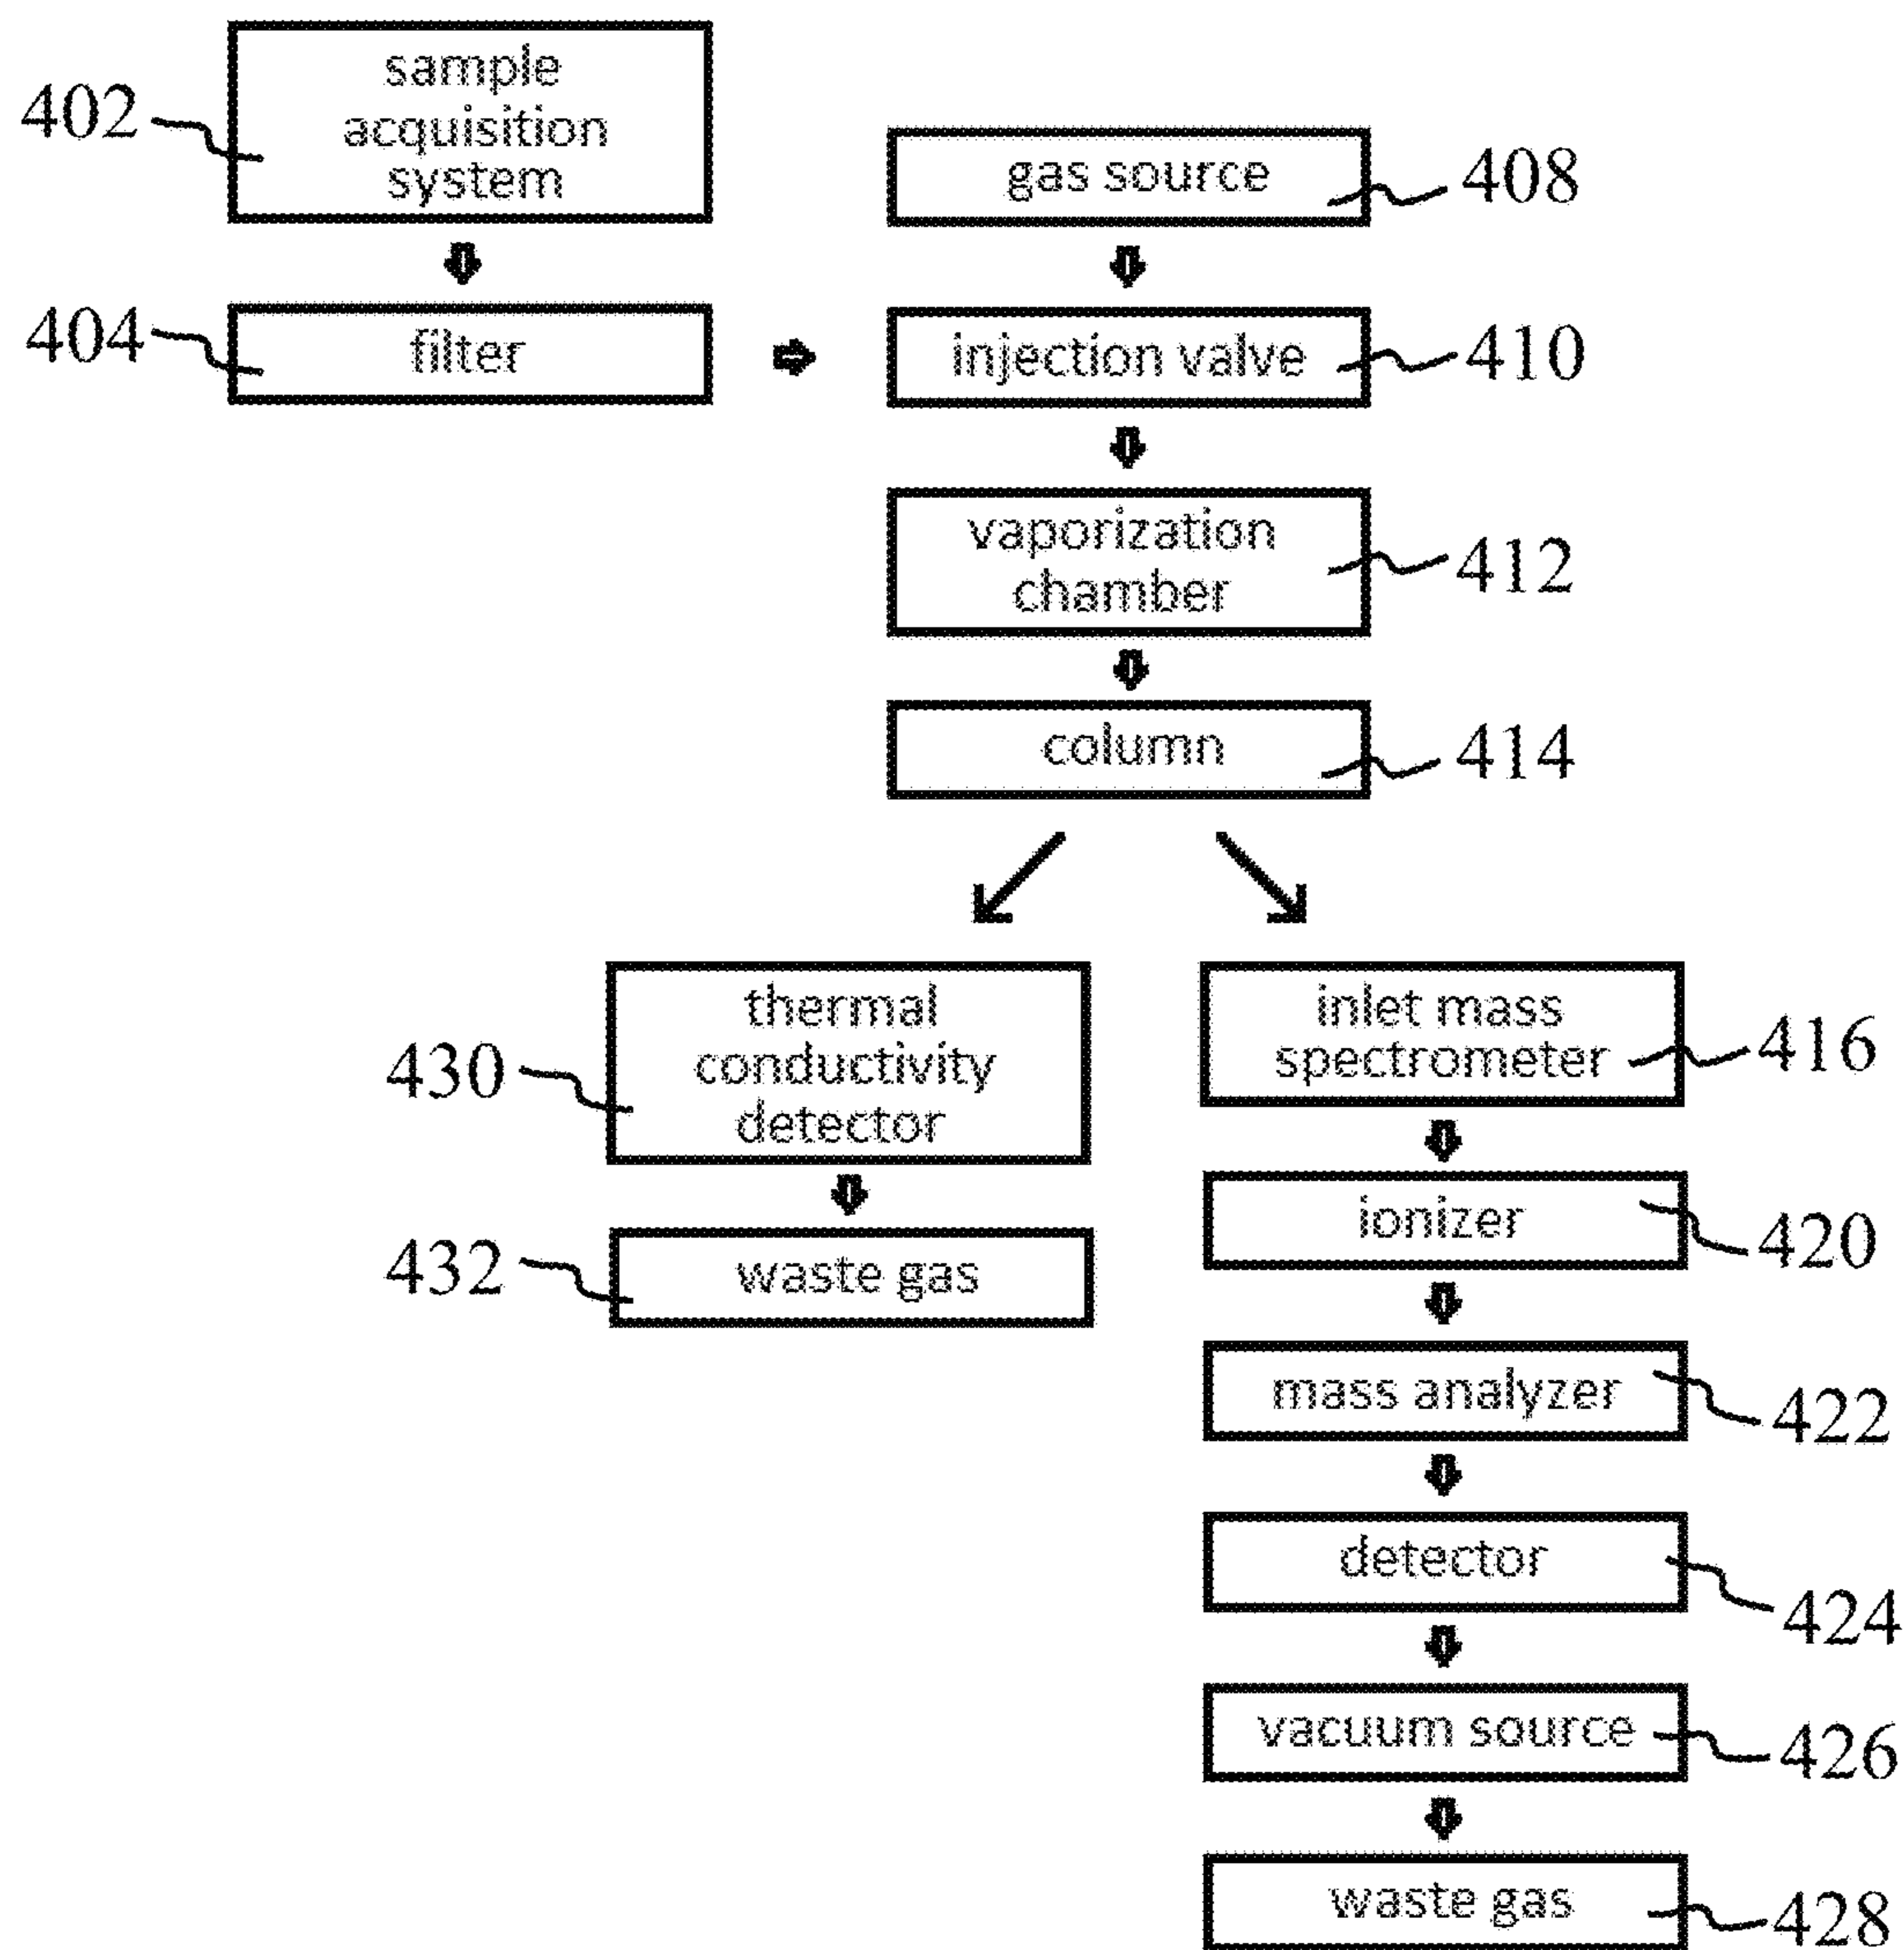 402
sample
acquisition
system
gas source
408
404
filter
injection valve
410
vaporization
chamber
412
column
414
430
thermal
conductivity
detector
inlet mass
spectrometer
416
ionizer
420
432
waste gas
mass analyzer
422
detector
424
vacuum source
426
waste gas
428